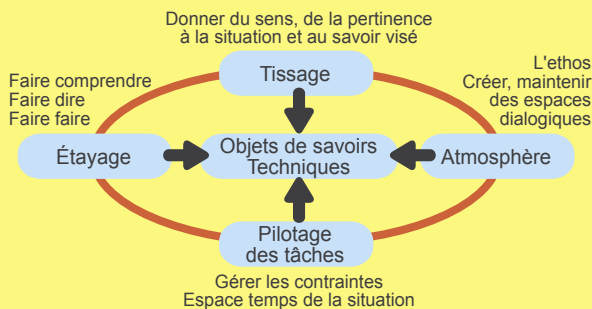 Donner du sens, de la pertinence
à la situation et au savoir visé
Tissage
L'ethos
Créer, maintenir
des espaces
dialogiques
Faire comprendre
Faire dire
Faire faire
Étayage
Objets de savoirs
Techniques
Atmosphère
Pilotage
des tâches
Gérer les contraintes
Espace temps de la situation